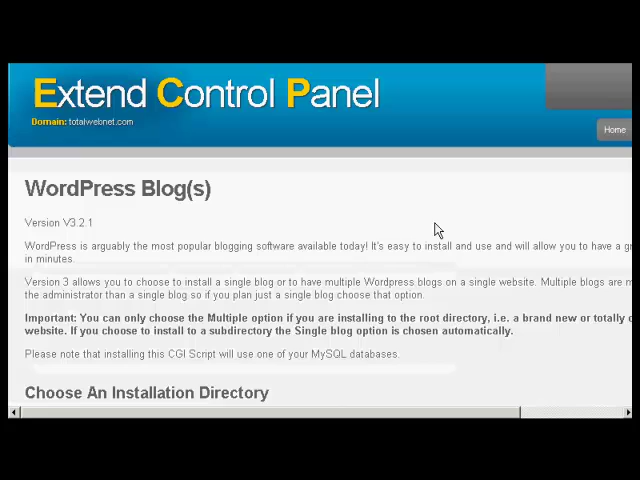 Extend Control Panel
Domain: totalwebnet.com
Home
WordPress Blog(s)
Version V3.2.1
WordPress is arguably the most popular blogging software available today! It's easy to install and use and will allow you to have a
in minutes.
Version 3 allows you to choose to install a single blog or to have multiple Wordpress blogs on a single website. Multiple blogs are
the administrator than a single blog so if you plan just a single blog choose that option.
Important: You can only choose the Multiple option if you are installing to the root directory, i.e. a brand new or totally
website. If you choose to install to a subdirectory the Single blog option is chosen automatically.
Please note that installing this CGI Script will use one of your MySQL databases.
Choose An Installation Directory